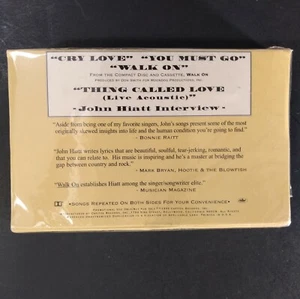 "CRY LOVE" "YOU MUST GO"
"WALK ON"
FROM THE COMPACT DISC AND CASSETTE, WALK ON
PRODUCED BY DON SMITH FOR
"THING CALLED LOVE
(Live Acoustic)"
- John Hiatt Interview -
"Aside from being one of my favorite singers, John's songs present some of the most
originally skewed insights into life and the human condition you're going to find."
- BONNIE RAITT
"John Hiatt writes lyrics that are beautiful, soulful, tear-jerking, romantic, and
that you can relate to. His music is inspiring and he's a master at bridging the
gap between country and rock."
- MARK BRYAN, HOOTIE & THE BLOWFISH
"Walk On establishes Hiatt among the singer/songwriter elite."
- MUSICIAN MAGAZINE
•SONGS REPEATED ON BOTH SIDES FOR YOUR CONVENIENCE•